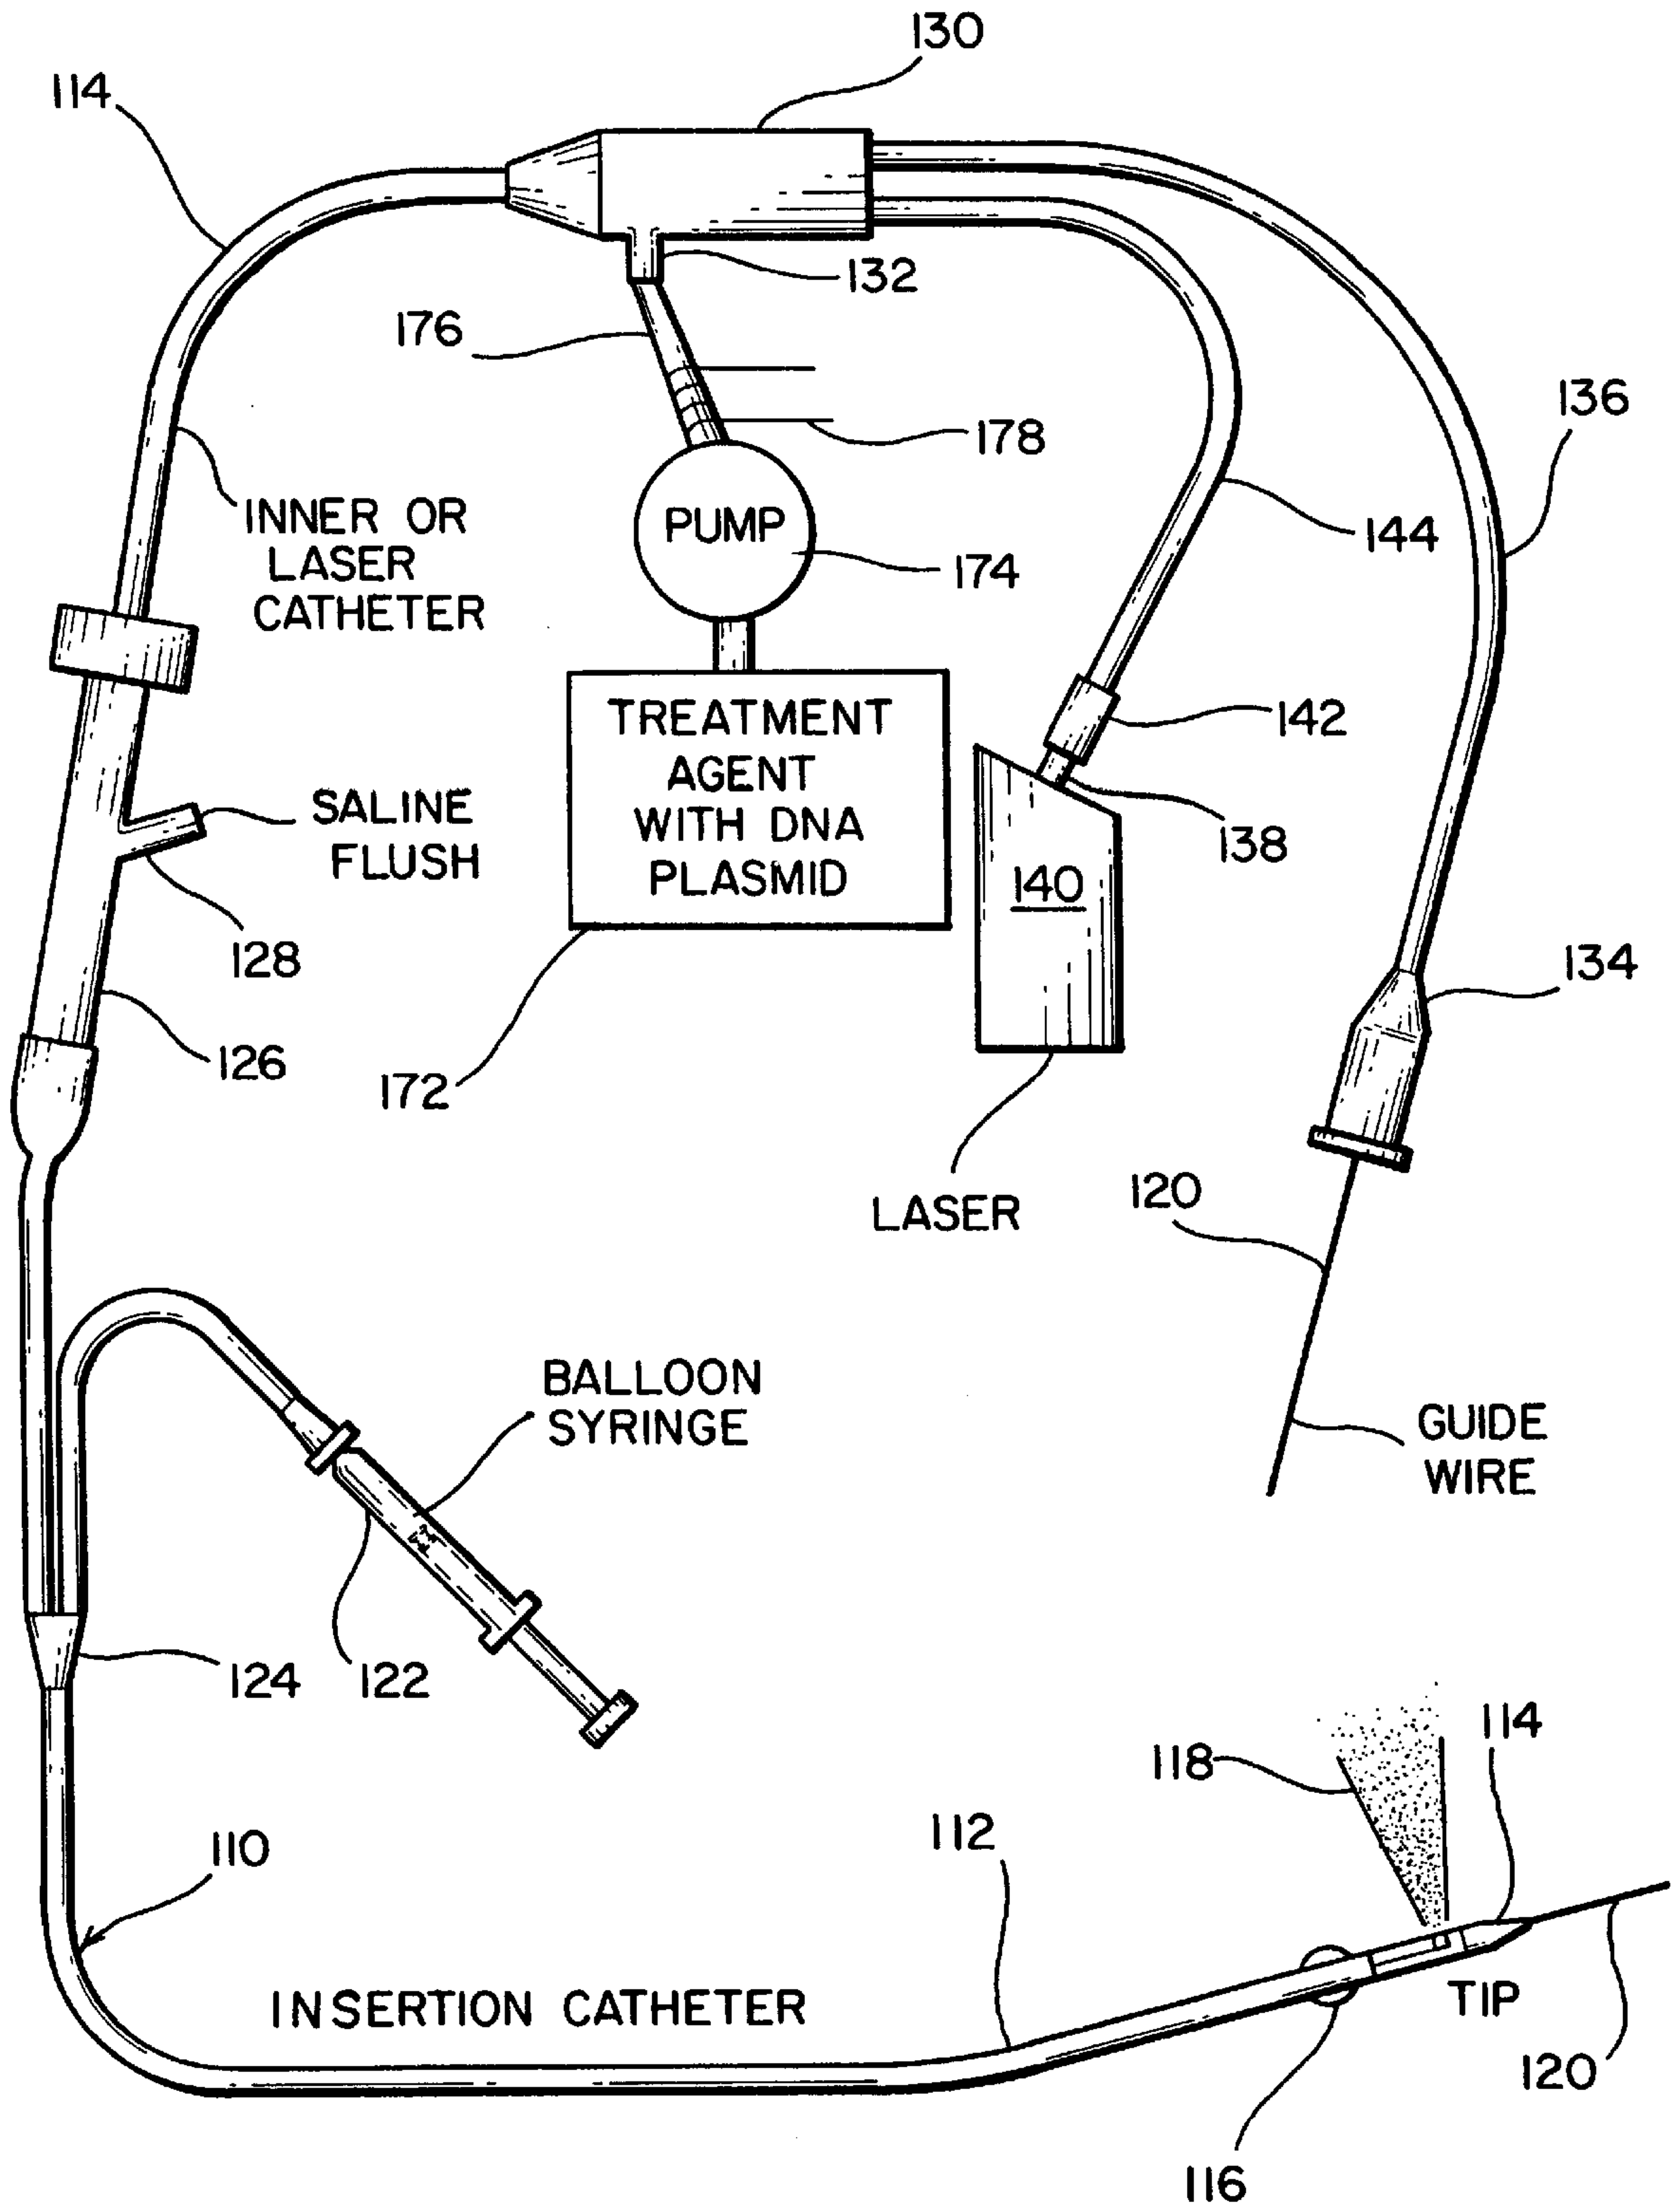 130
114
132
176
136
178
INNER OR
LASER
CATHETER
PUMP
144
174
TREATMENT
AGENT
WITH DNA
PLASMID
142
SALINE
FLUSH
138
140
128
134
126
172
120
LASER
BALLOON
SYRINGE
GUIDE
WIRE
124
122
114
118
112
110
INSERTION CATHETER
TIP
120
116